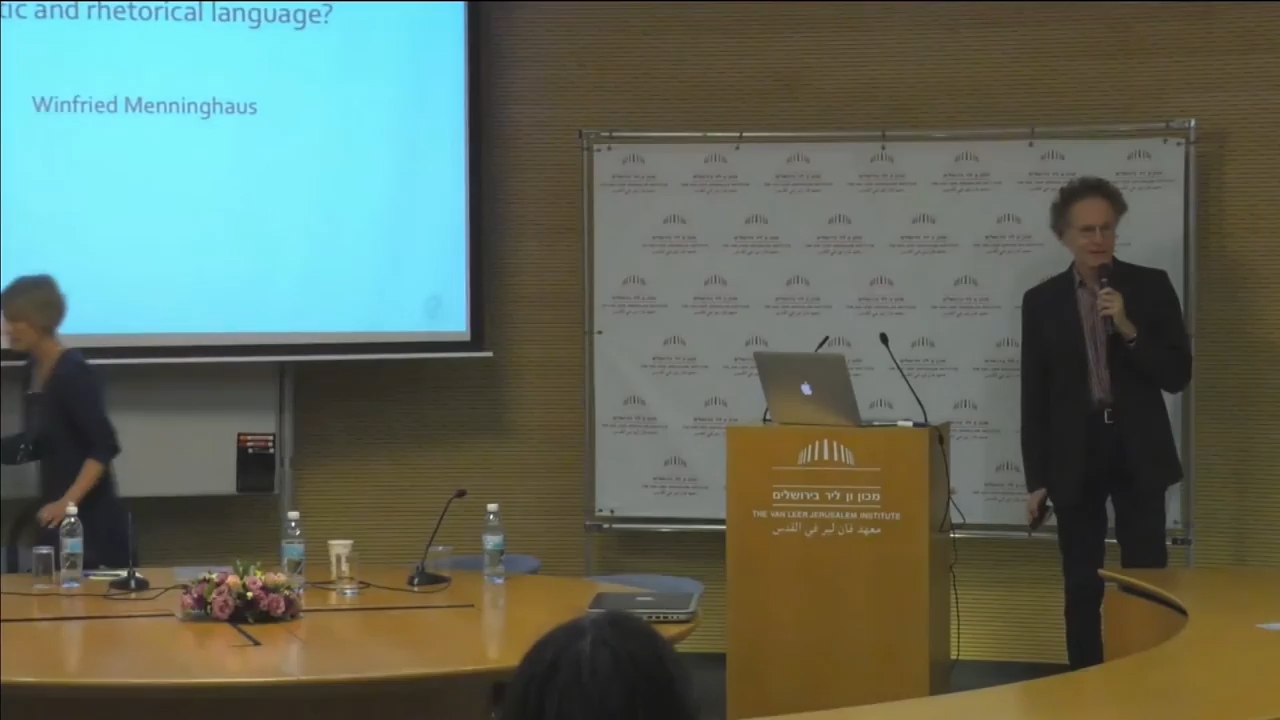 tic and rhetorical language?
Winfried Menninghaus
מכון ון ליר בירושלים
THE VAN LEER JERUSALEM INSTITUTE
معهد فان لير في القدس